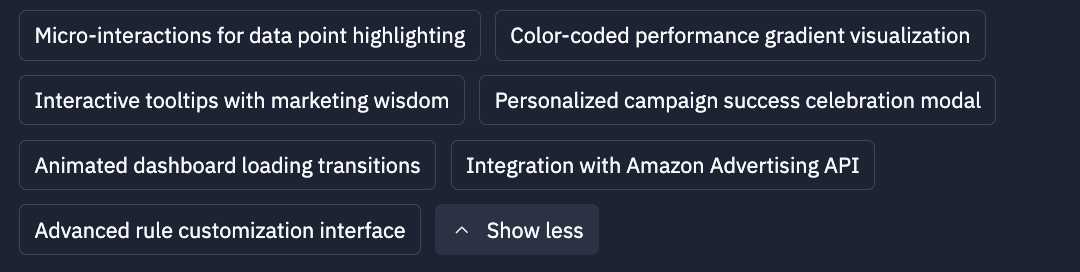 Micro-interactions for data point highlighting
Color-coded performance gradient visualization
Interactive tooltips with marketing wisdom
Personalized campaign success celebration modal
Animated dashboard loading transitions
Integration with Amazon Advertising API
Advanced rule customization interface
Show less